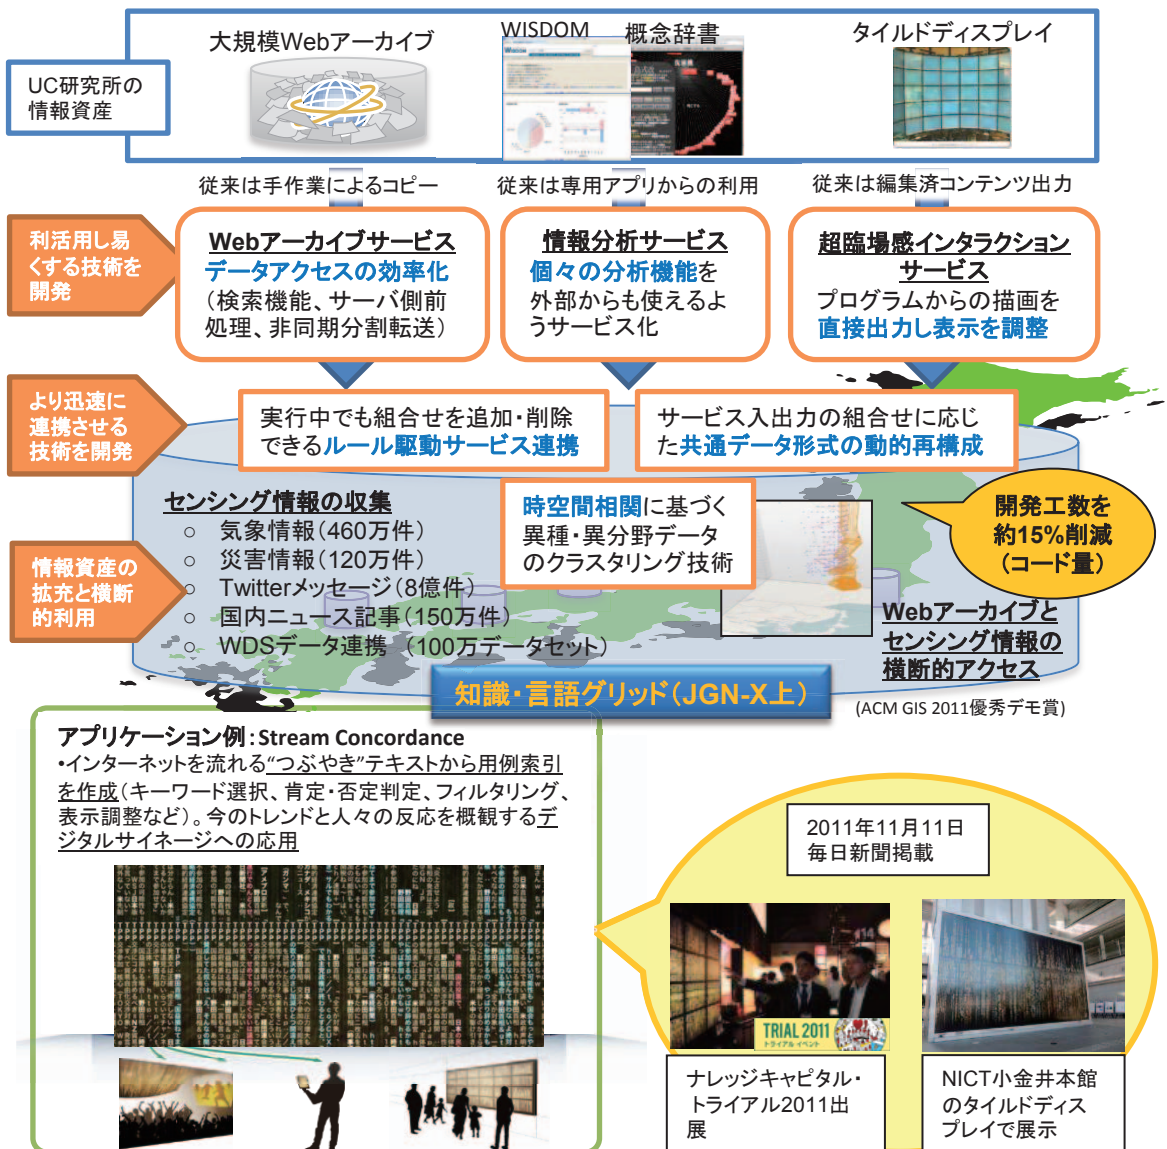 大規模Webアーカイブ
WISDOM
概念辞書
タイルドディスプレイ
UC研究所の
情報資産
従来は手作業によるコピー
従来は専用アプリからの利用
従来は編集済コンテンツ出力
利活用し易
くする技術を
開発
Webアーカイブサービス
データアクセスの効率化
(検索機能、サーバ側前
処理、非同期分割転送)
情報分析サービス
個々の分析機能を
外部からも使えるよ
うサービス化
超臨場感インタラクション
サービス
プログラムからの描画を
直接出力し表示を調整
より迅速に
連携させる
技術を開発
実行中でも組合せを追加・削除
できるルール駆動サービス連携
サービス入出力の組合せに応じ
た共通データ形式の動的再構成
情報資産の
拡充と横断
的利用
センシング情報の収集
○ 気象情報(460万件)
○ 災害情報(120万件)
○ Twitterメッセージ(8億件)
○ 国内ニュース記事(150万件)
○ WDSデータ連携 (100万データセット)
時空間相関に基づく
異種・異分野データ
のクラスタリング技術
開発工数を
約15%削減
(コード量)
Webアーカイブと
センシング情報の
横断的アクセス
知識・言語グリッド(JGN-X上)
(ACM GIS 2011優秀デモ賞)
アプリケーション例:Stream Concordance
•インターネットを流れる“つぶやき”テキストから用例索引
を作成(キーワード選択、肯定・否定判定、フィルタリング、
表示調整など)。今のトレンドと人々の反応を概観するデ
ジタルサイネージへの応用
2011年11月11日
毎日新聞掲載
TRIAL 2011
トライアル イベント
ナレッジキャピタル・
トライアル2011出
展
NICT小金井本館
のタイルドディス
プレイで展示